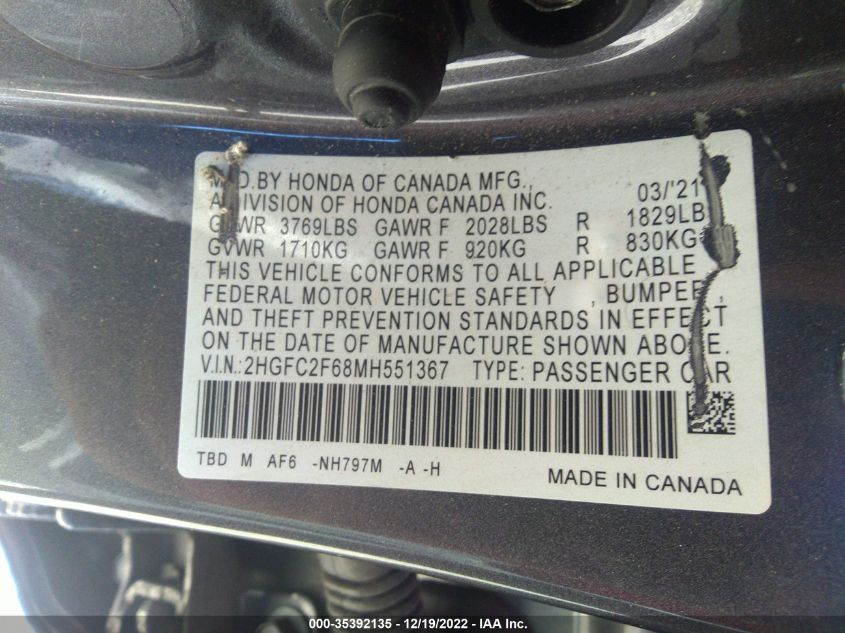 MFD.BY HONDA OF CANADA MFG., 03/'21
A DIVISION OF HONDA CANADA INC.
GVWR 3769LBS GAWR F 2028LBS R 1829LB
GVWR 1710KG GAWR F 920KG R 830KG
THIS VEHICLE CONFORMS TO ALL APPLICABLE
FEDERAL MOTOR VEHICLE SAFETY , BUMPER ,
AND THEFT PREVENTION STANDARDS IN EFFECT
ON THE DATE OF MANUFACTURE SHOWN ABOVE.
V.I.N.:2HGFC2F68MH551367 TYPE: PASSENGER CAR
TBD M AF6 -NH797M -A -H
MADE IN CANADA
000-35392135 - 12/19/2022 - IAA Inc.